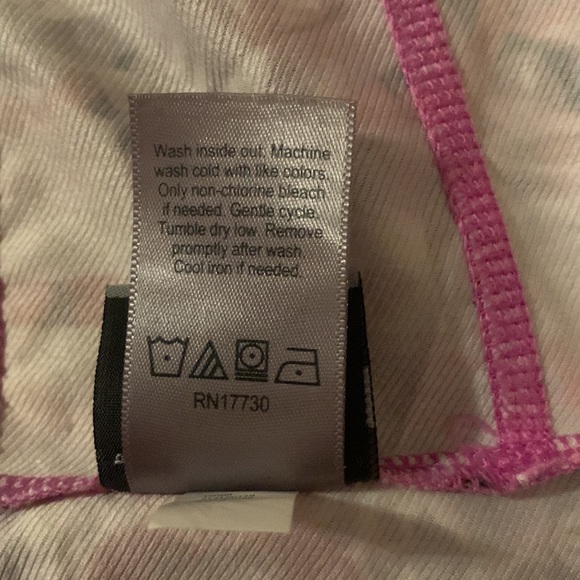 Wash inside out. Machine
wash cold with like colors.
Only non-chlorine bleach
if needed. Gentle cycle.
Tumble dry low. Remove
promptly after wash.
Cool iron if needed.
RN17730